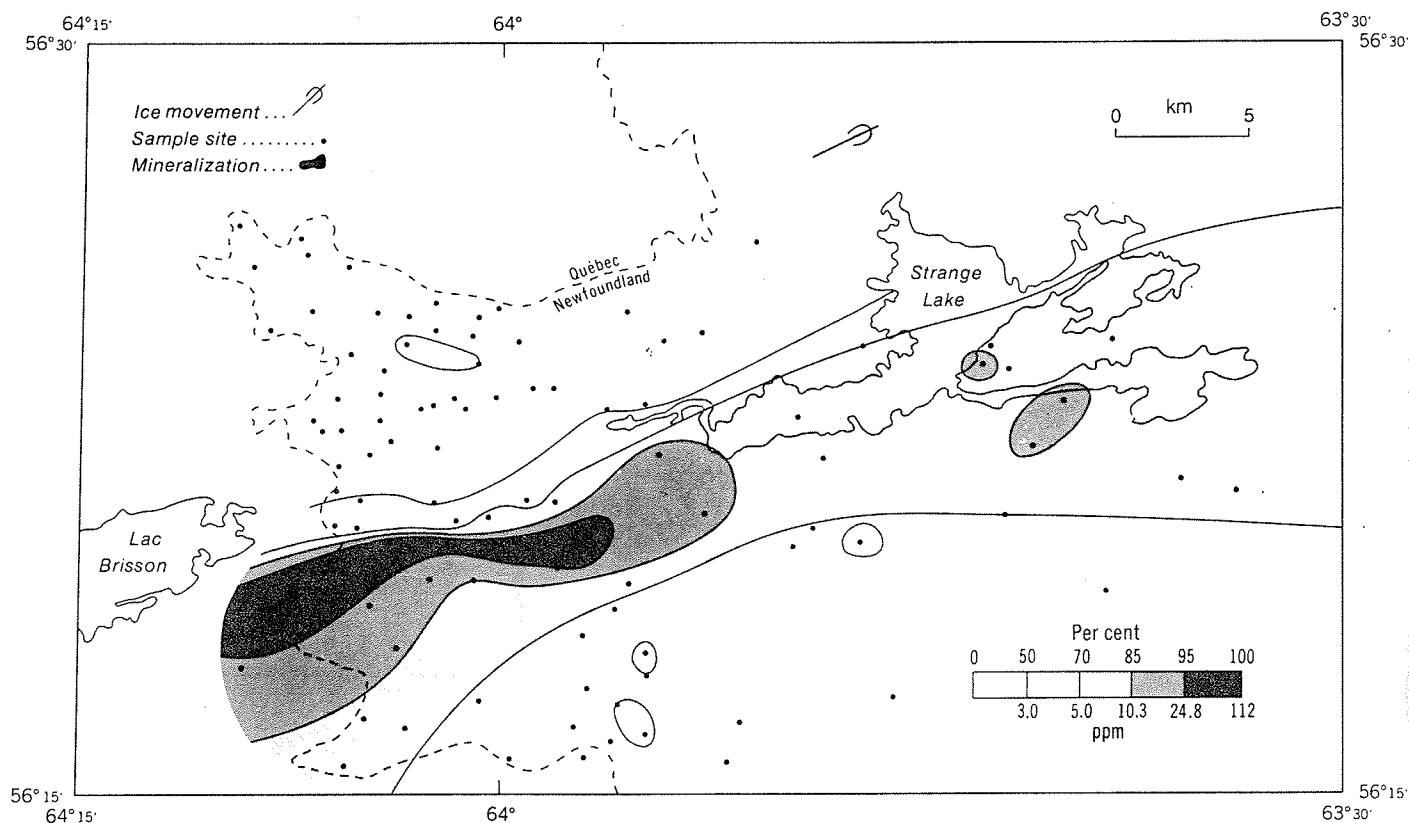 64° 15' 64° 63° 30'
56° 30' 56° 30'
Ice movement ...
Sample site .........
Mineralization ....
km
0 5
Québec
Newfoundland
Strange
Lake
Lac
Brisson
Per cent
0 50 70 85 95 100
3.0 5.0 10.3 24.8 112
ppm
56° 15' 56° 15'
64° 15' 64° 63° 30'